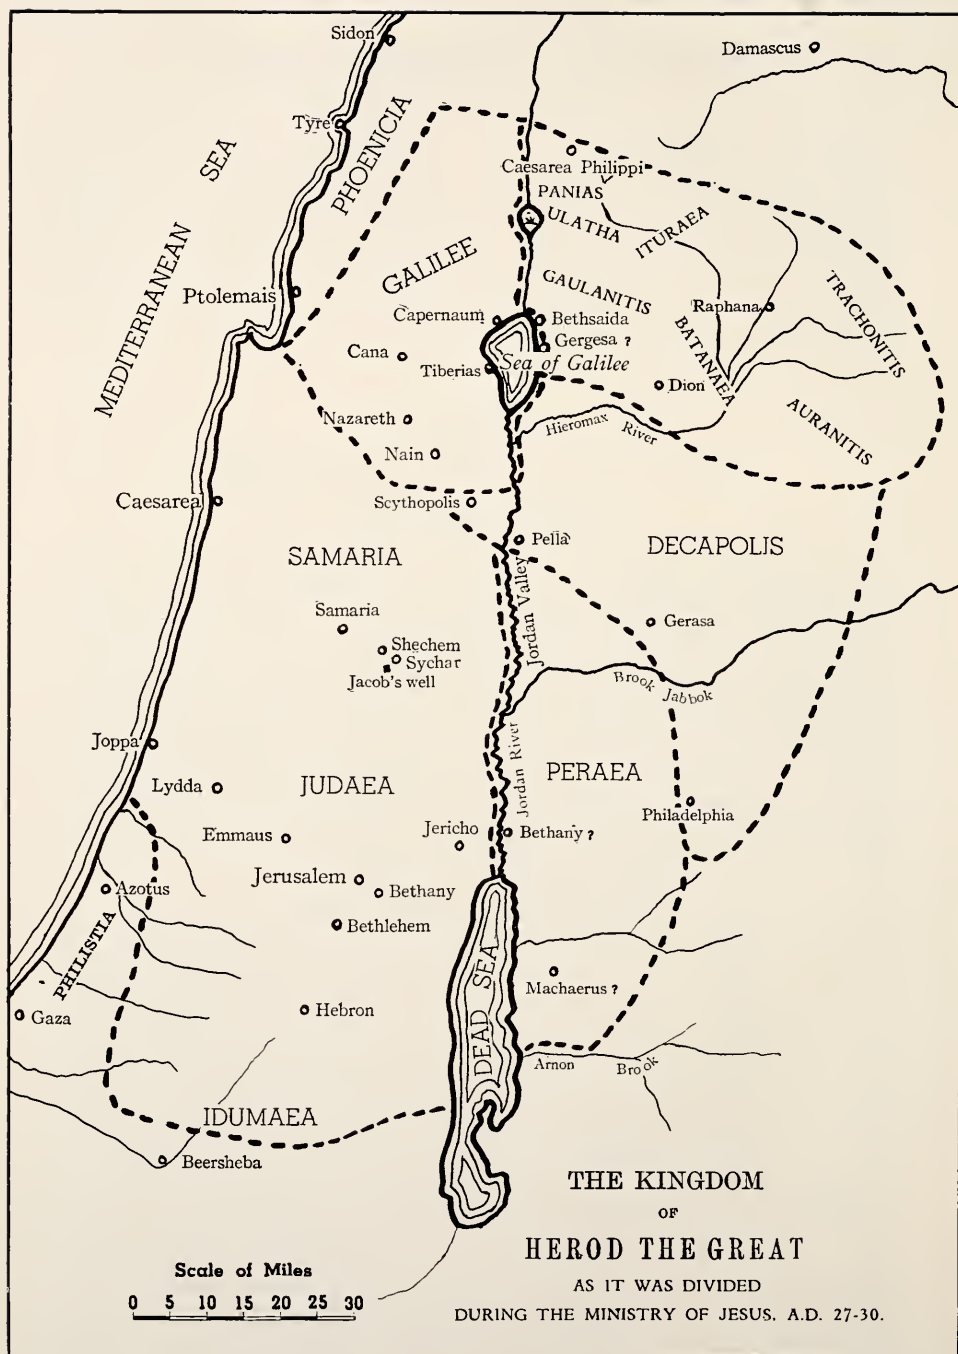 Sidon
Damascus
Tyre
PHOENICIA
MEDITERRANEAN SEA
Caesarea Philippi
PANIAS
ULATHA
ITURAEA
GALILEE
GAULANITIS
TRACHONITIS
Ptolemais
Raphana
Capernaum
Bethsaida
BATANAEA
Gergesa ?
Cana
Sea of Galilee
Tiberias
Dion
AURANITIS
Nazareth
Hieromax River
Nain
Caesarea
Scythopolis
Pella
DECAPOLIS
SAMARIA
Jordan Valley
Samaria
Gerasa
Shechem
Sychar
Jacob's well
Brook Jabbok
Joppa
Jordan River
PERAEA
Lydda
JUDAEA
Philadelphia
Emmaus
Jericho
Bethany ?
Jerusalem
Azotus
Bethany
Bethlehem
PHILISTIA
DEAD SEA
Machaerus ?
Gaza
Hebron
Arnon Brook
IDUMAEA
Beersheba
THE KINGDOM
OF
HEROD THE GREAT
AS IT WAS DIVIDED
DURING THE MINISTRY OF JESUS. A.D. 27-30.
Scale of Miles
0 5 10 15 20 25 30